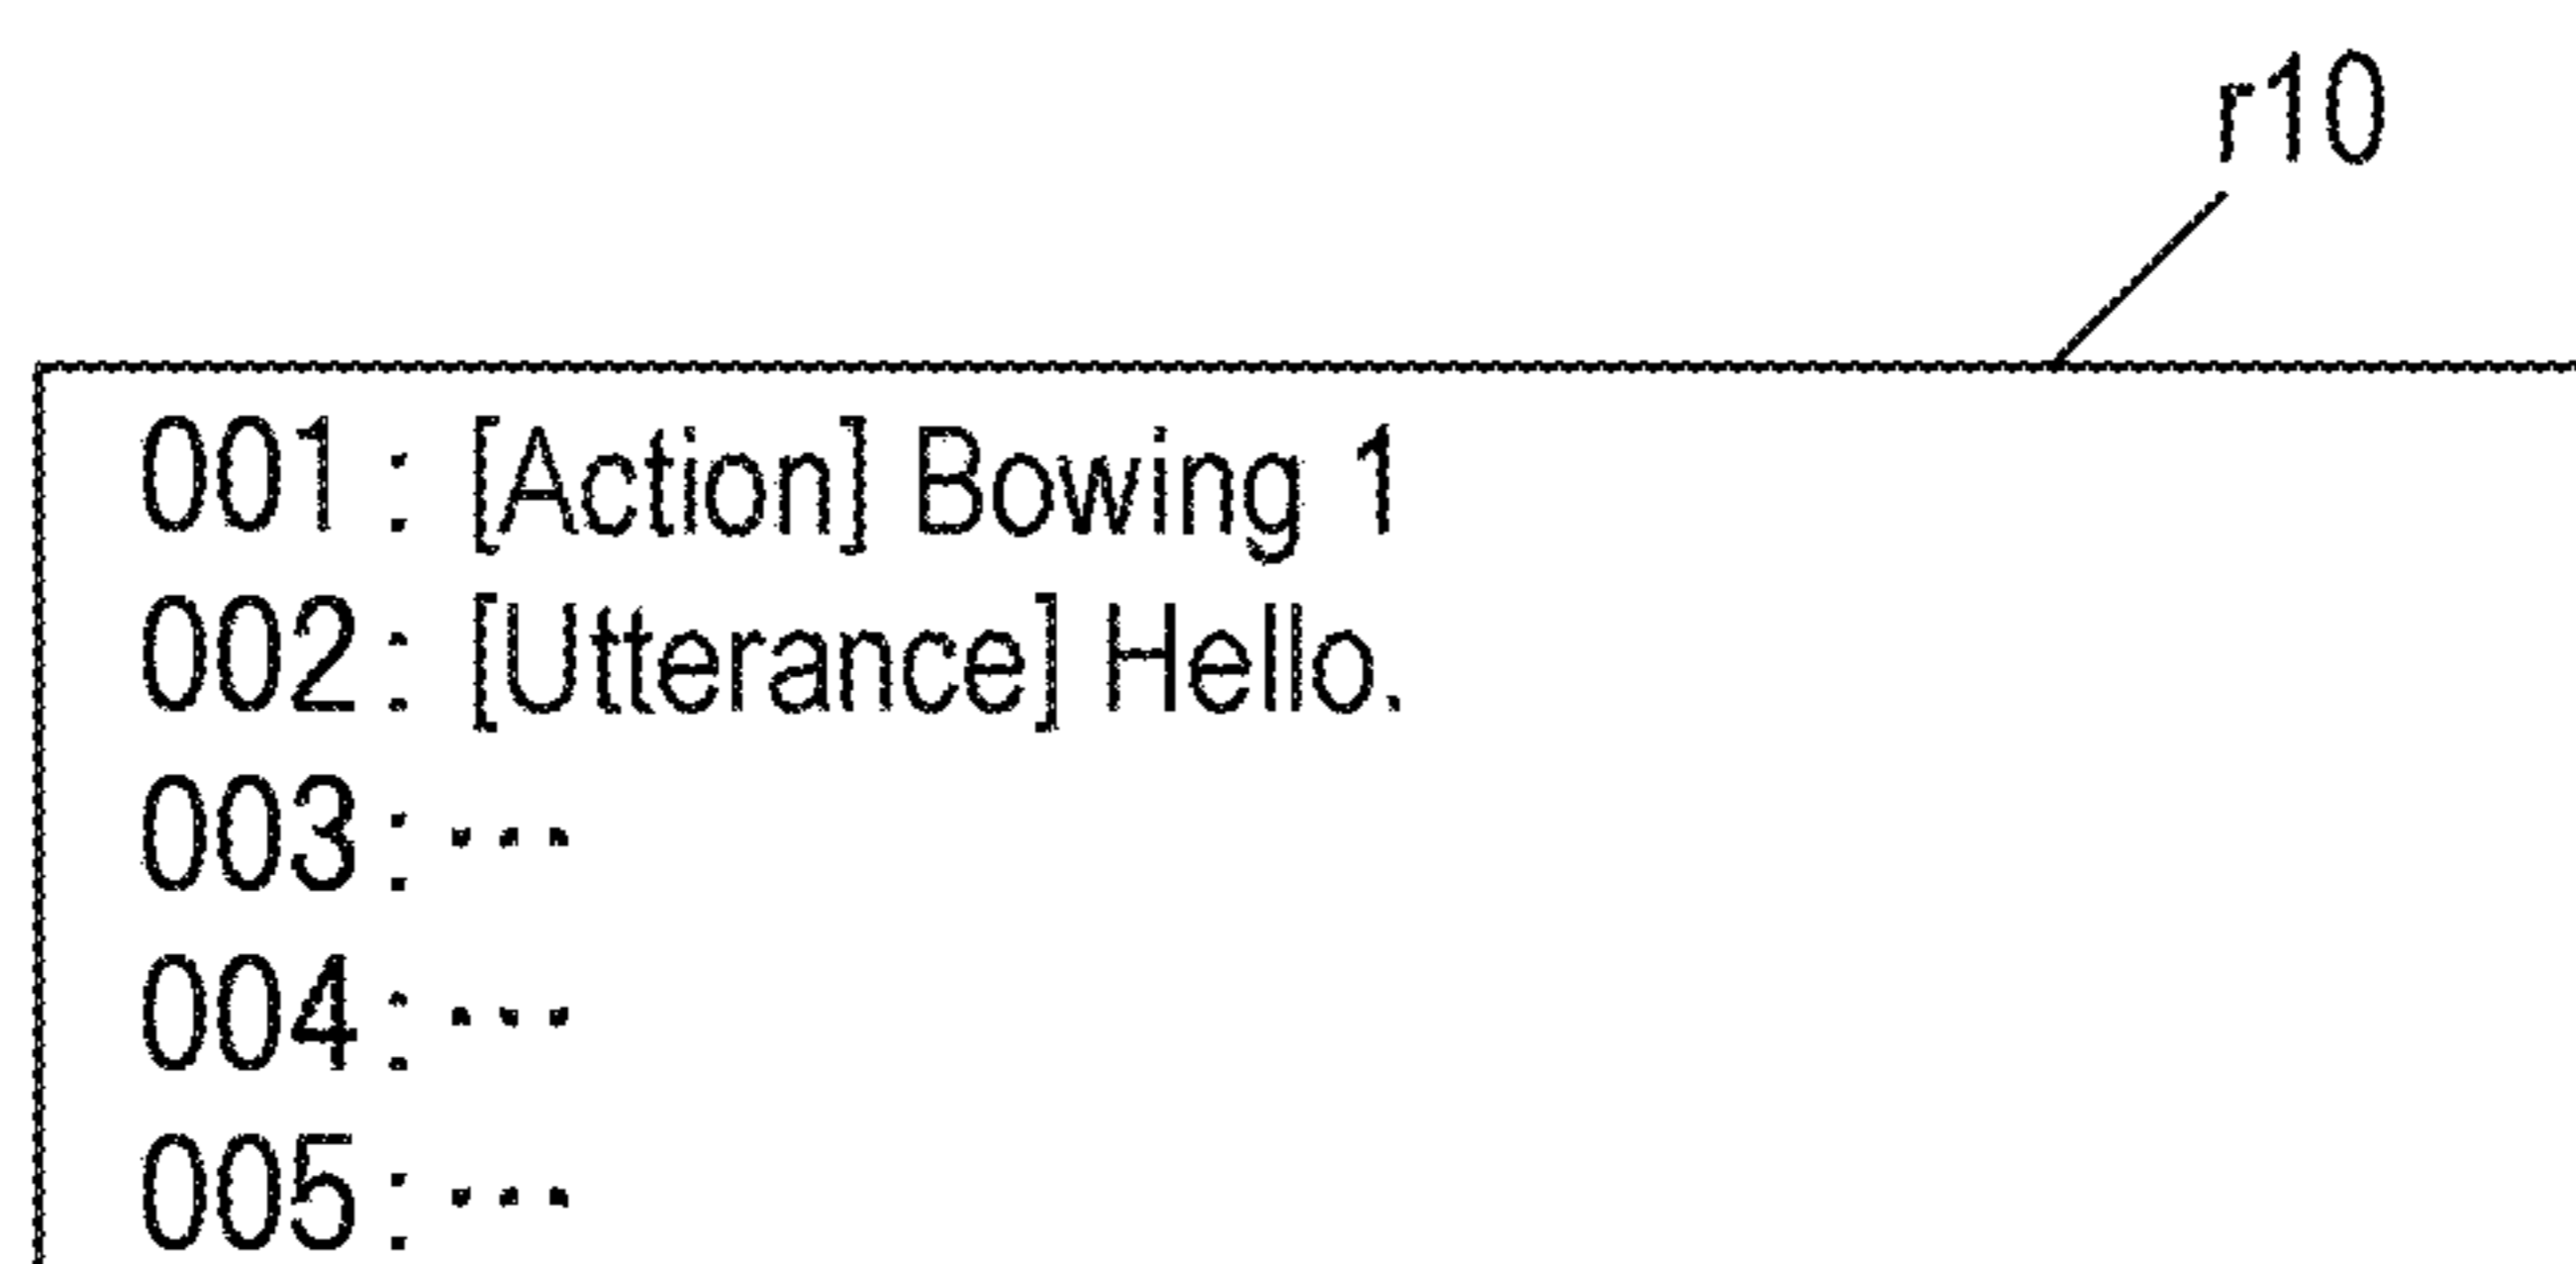 r10
001: [Action] Bowing 1
002: [Utterance] Hello.
003: ···
004: ···
005: ···